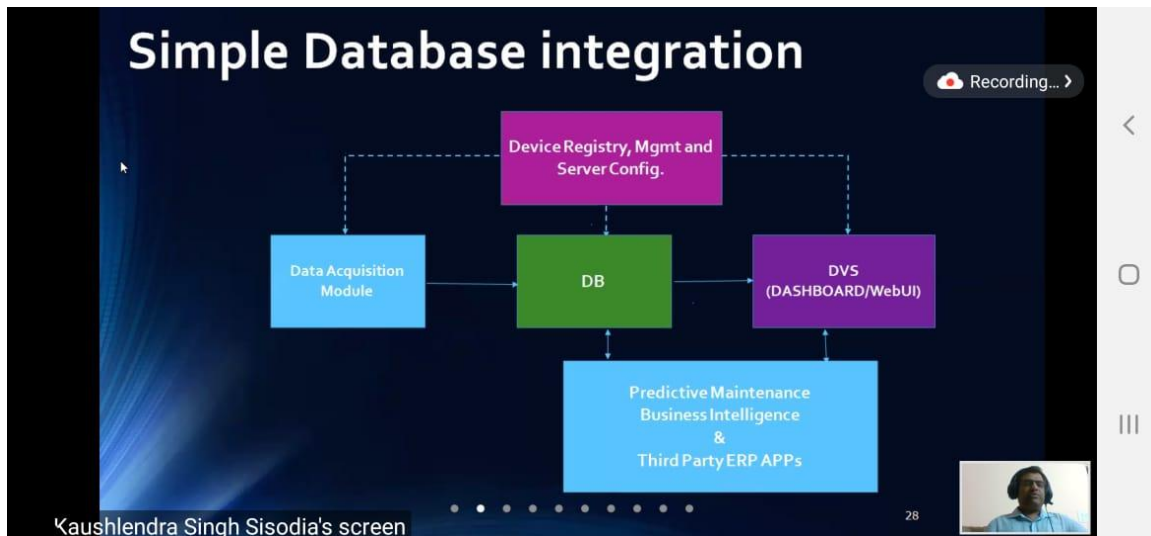 Simple Database integration
Recording...
Device Registry, Mgmt and
Server Config.
Data Acquisition
Module
DB
DVS
(DASHBOARD/WebUI)
Predictive Maintenance
Business Intelligence
&
Third Party ERP APPs
28
Kaushlendra Singh Sisodia's screen